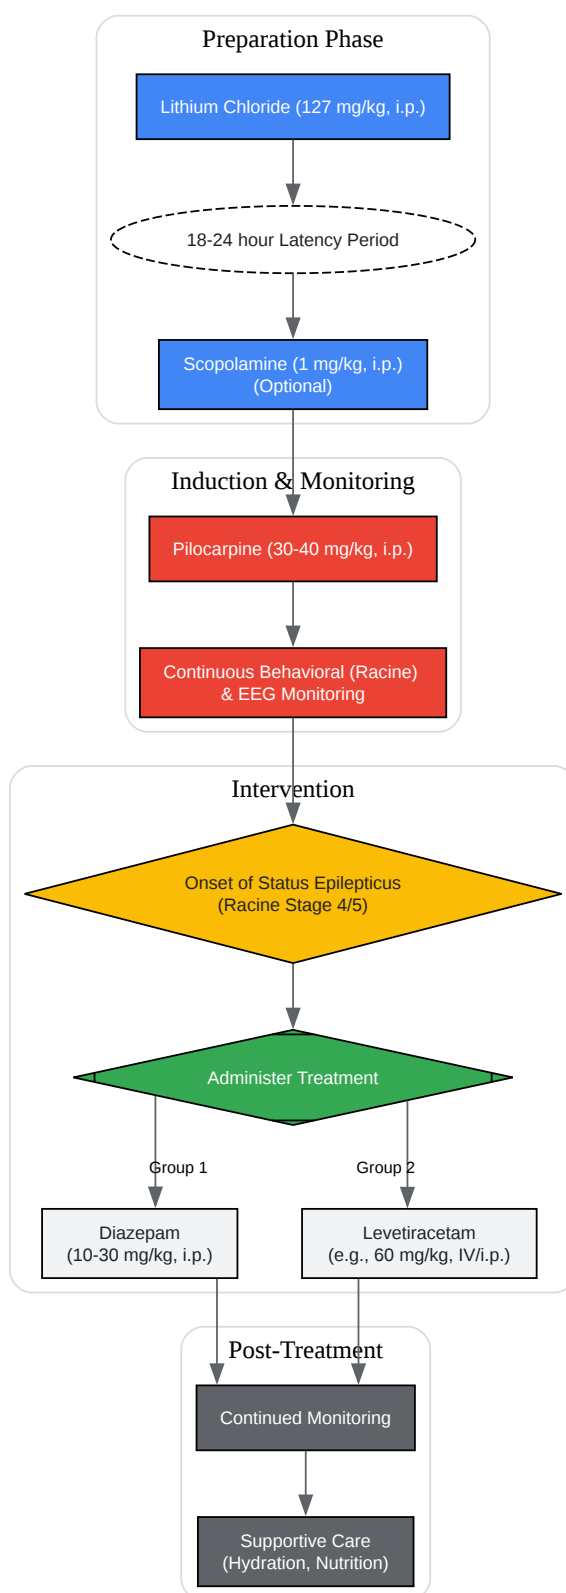 Preparation Phase
Lithium Chloride (127 mg/kg, i.p.)
18-24 hour Latency Period
Scopolamine (1 mg/kg, i.p.)
(Optional)
Induction & Monitoring
Pilocarpine (30-40 mg/kg, i.p.)
Continuous Behavioral (Racine)
& EEG Monitoring
Intervention
Onset of Status Epilepticus
(Racine Stage 4/5)
Administer Treatment
Group 1
Group 2
Diazepam
(10-30 mg/kg, i.p.)
Levetiracetam
(e.g., 60 mg/kg, IV/i.p.)
Post-Treatment
Continued Monitoring
Supportive Care
(Hydration, Nutrition)